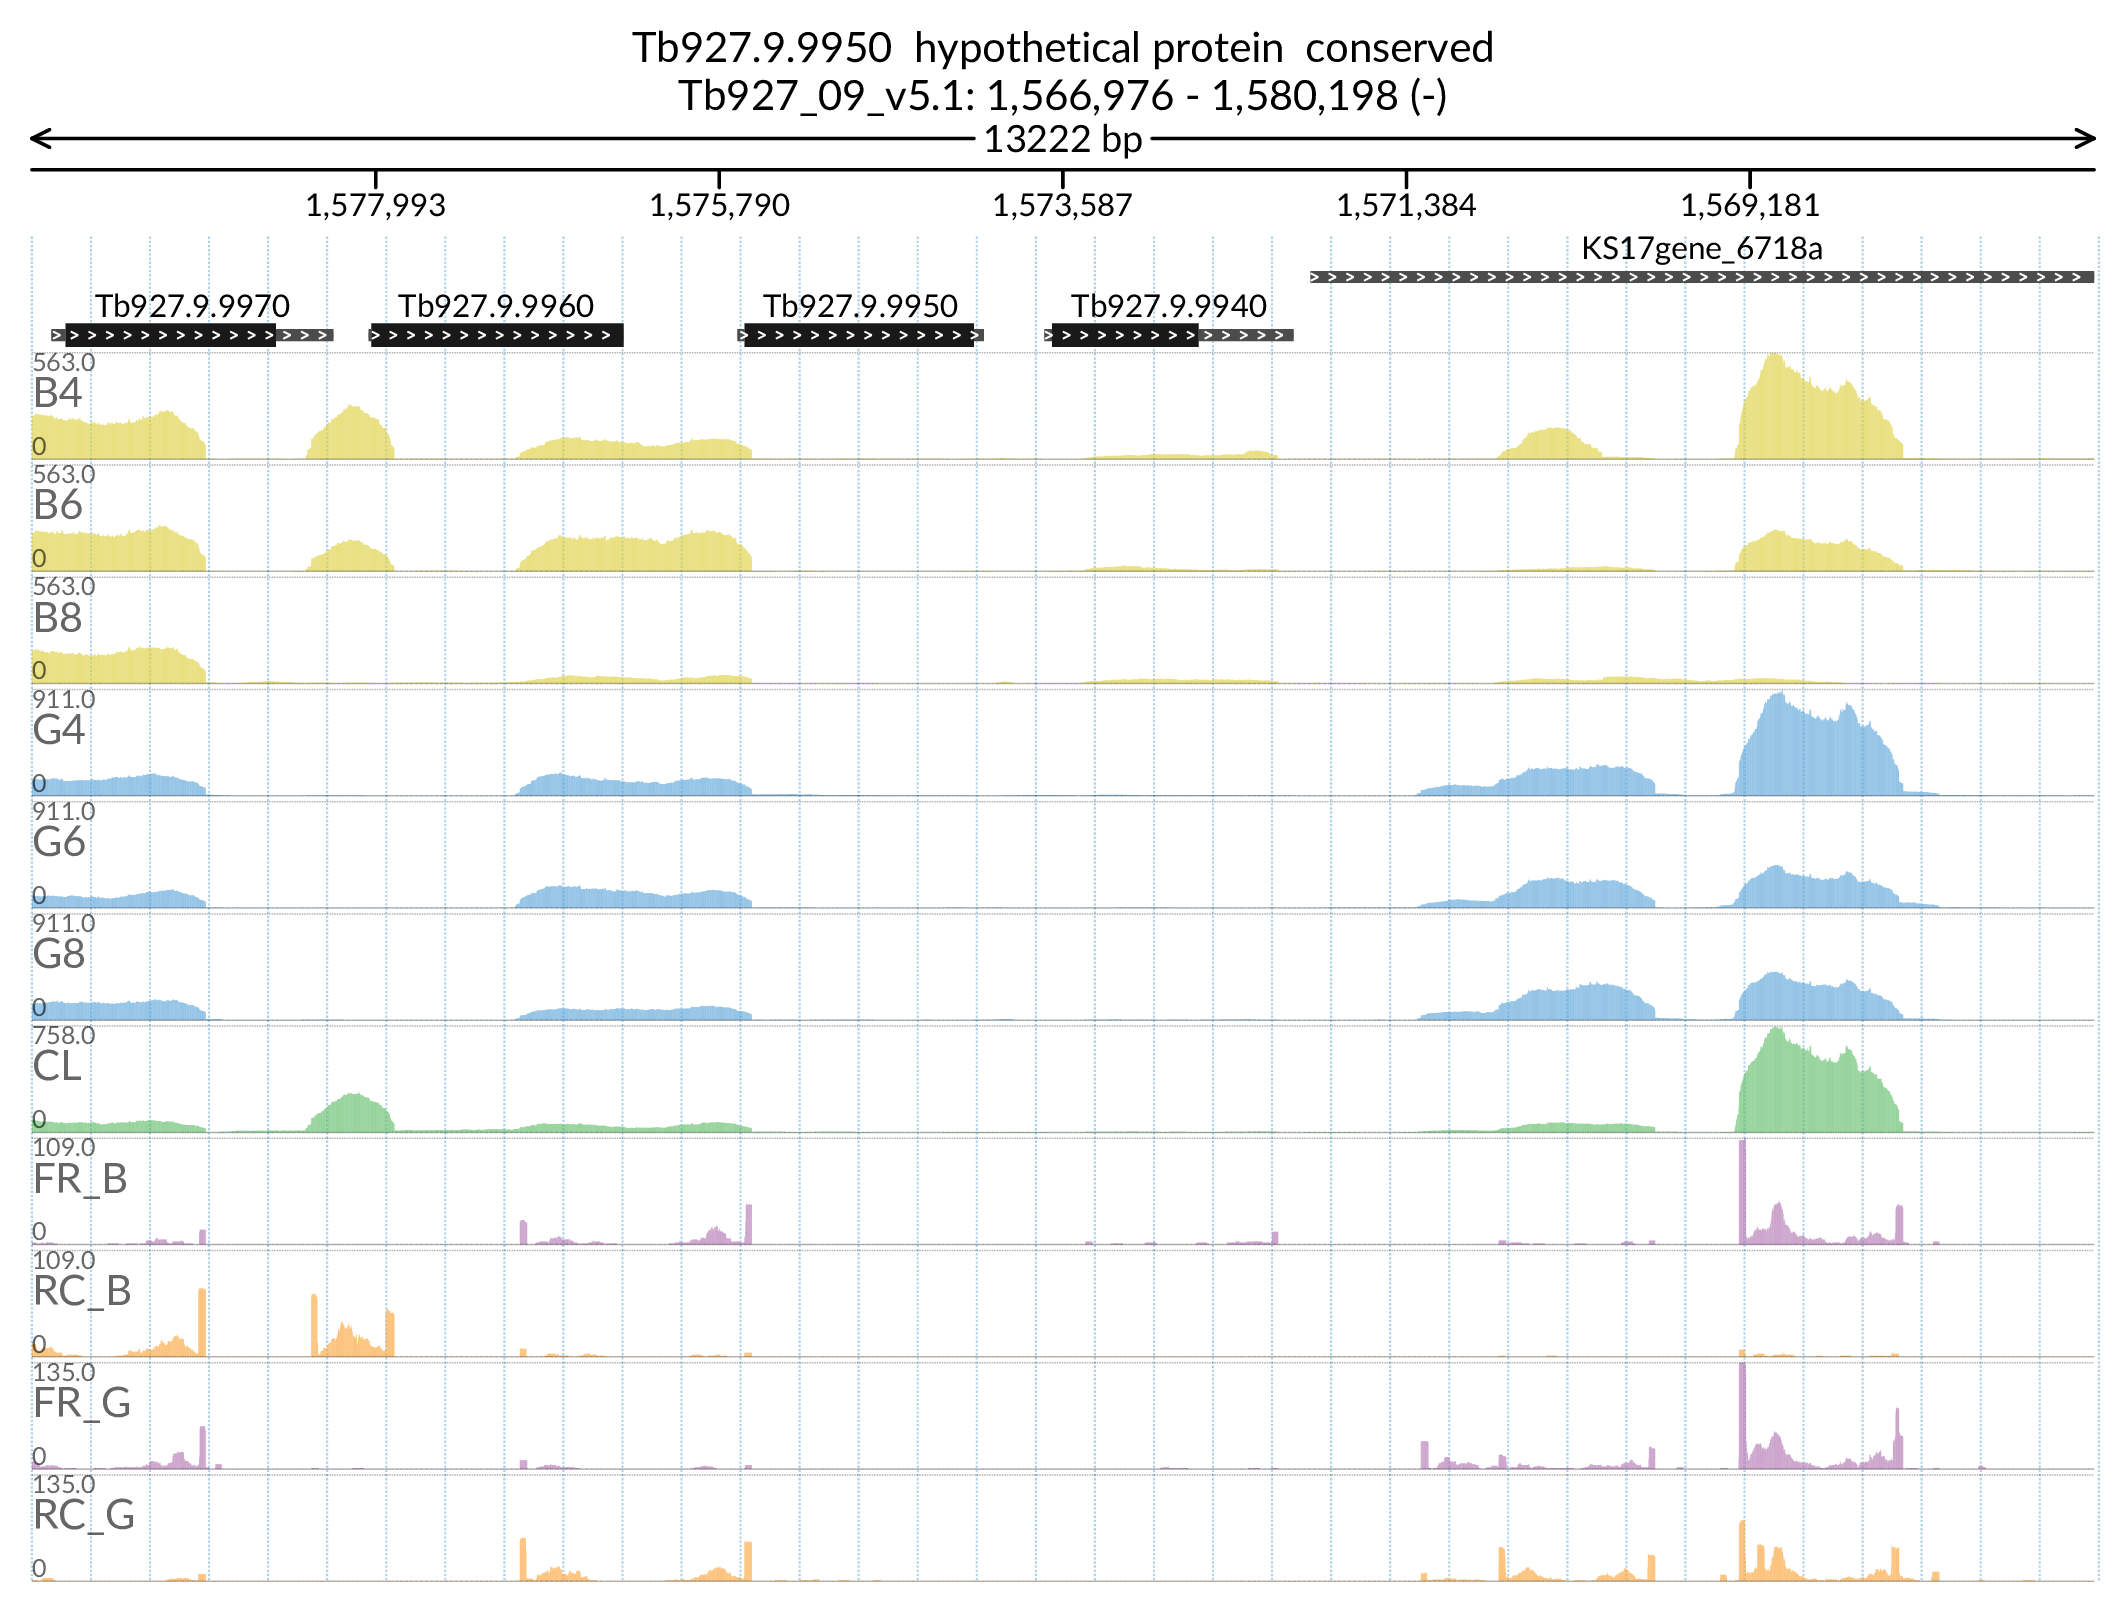 Tb927.9.9950  hypothetical protein  conserved
Tb927_09_v5.1: 1,566,976 - 1,580,198 (-)
13222 bp
1,577,993 1,575,790 1,573,587 1,571,384 1,569,181
KS17gene_6718a
Tb927.9.9970 Tb927.9.9960 Tb927.9.9950 Tb927.9.9940
563.0
B4
0
563.0
B6
0
563.0
B8
0
911.0
G4
0
911.0
G6
0
911.0
G8
0
758.0
CL
0
109.0
FR_B
0
109.0
RC_B
0
135.0
FR_G
0
135.0
RC_G
0